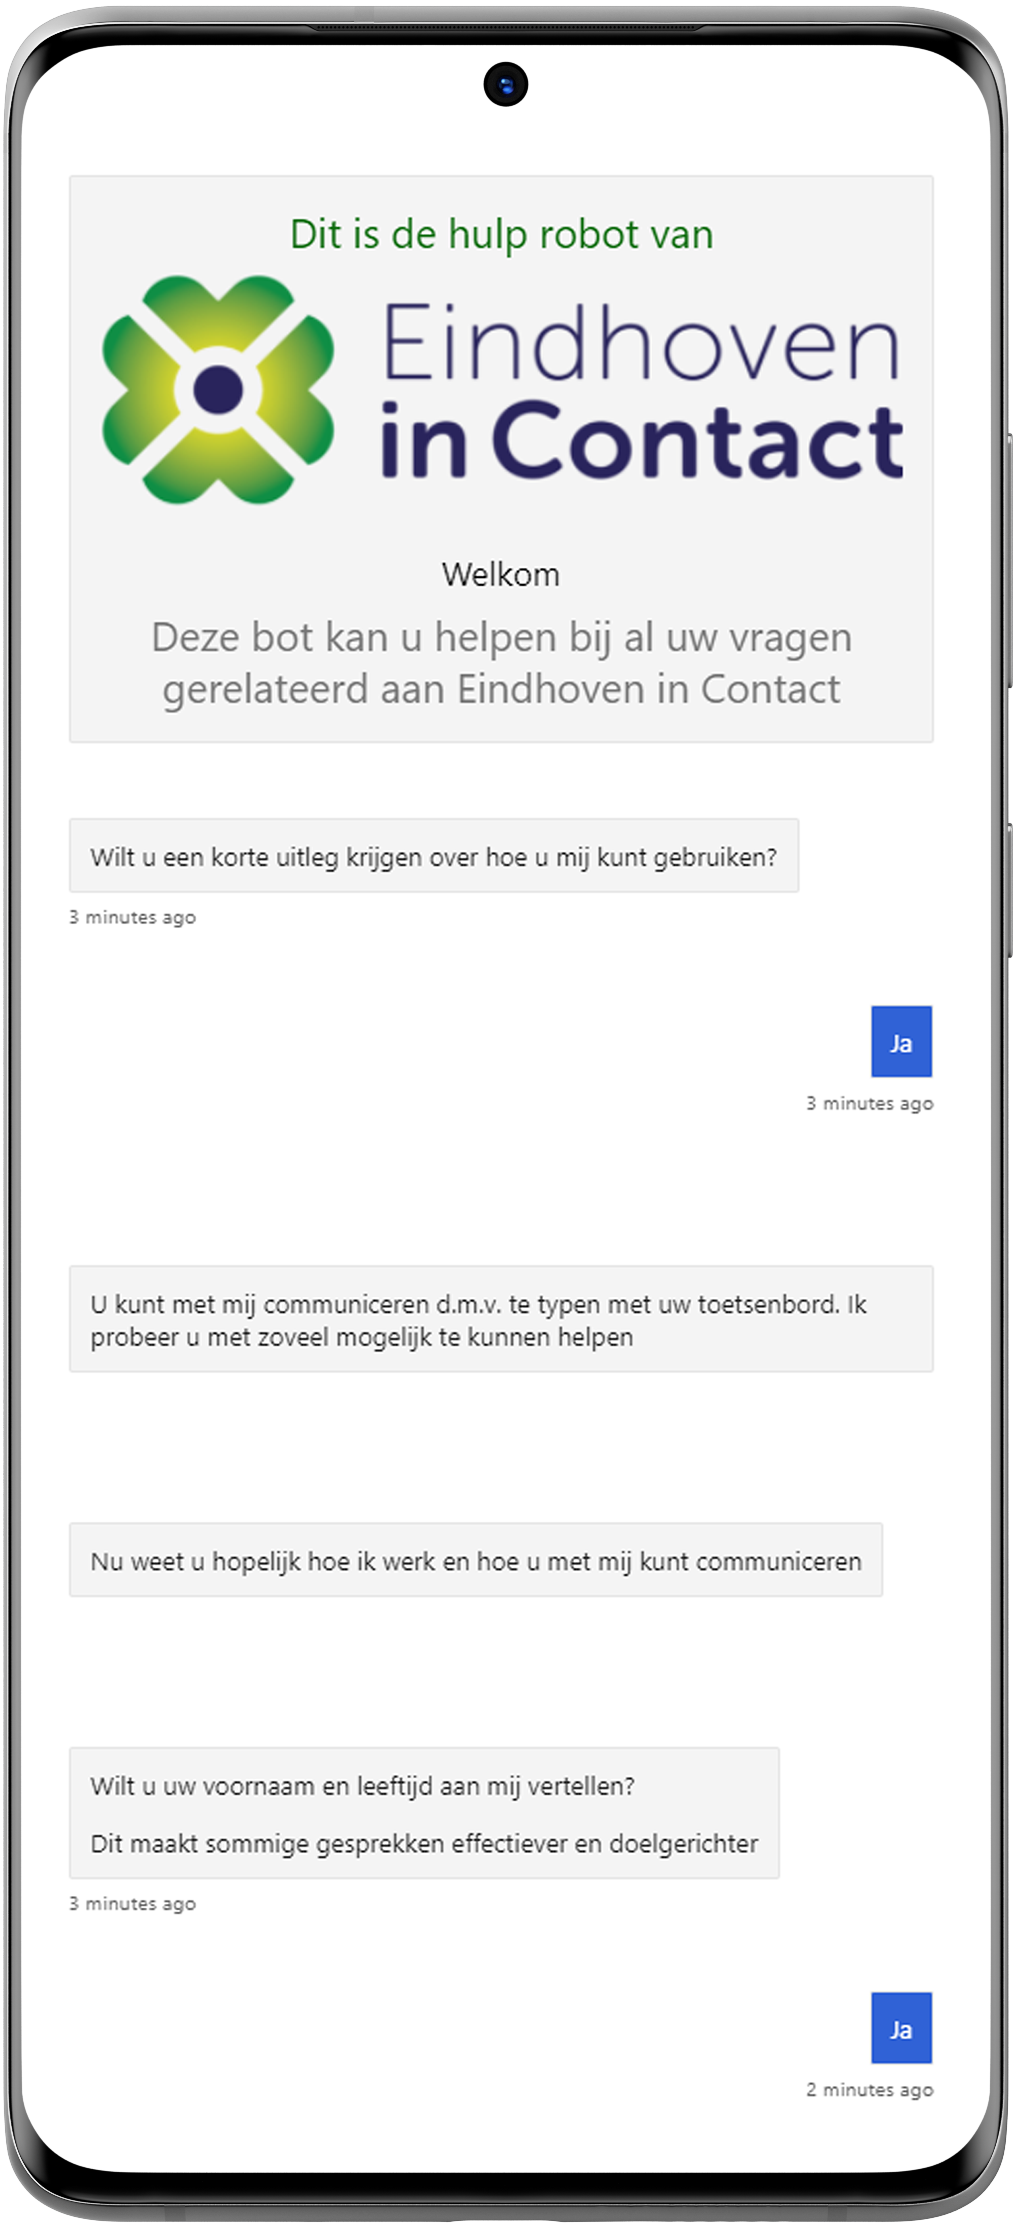 Dit is de hulp robot van
Eindhoven
in Contact
Welkom
Deze bot kan u helpen bij al uw vragen
gerelateerd aan Eindhoven in Contact
Wilt u een korte uitleg krijgen over hoe u mij kunt gebruiken?
3 minutes ago
Ja
3 minutes ago
U kunt met mij communiceren d.m.v. te typen met uw toetsenbord. Ik
probeer u met zoveel mogelijk te kunnen helpen
Nu weet u hopelijk hoe ik werk en hoe u met mij kunt communiceren
Wilt u uw voornaam en leeftijd aan mij vertellen?
Dit maakt sommige gesprekken effectiever en doelgerichter
3 minutes ago
Ja
2 minutes ago